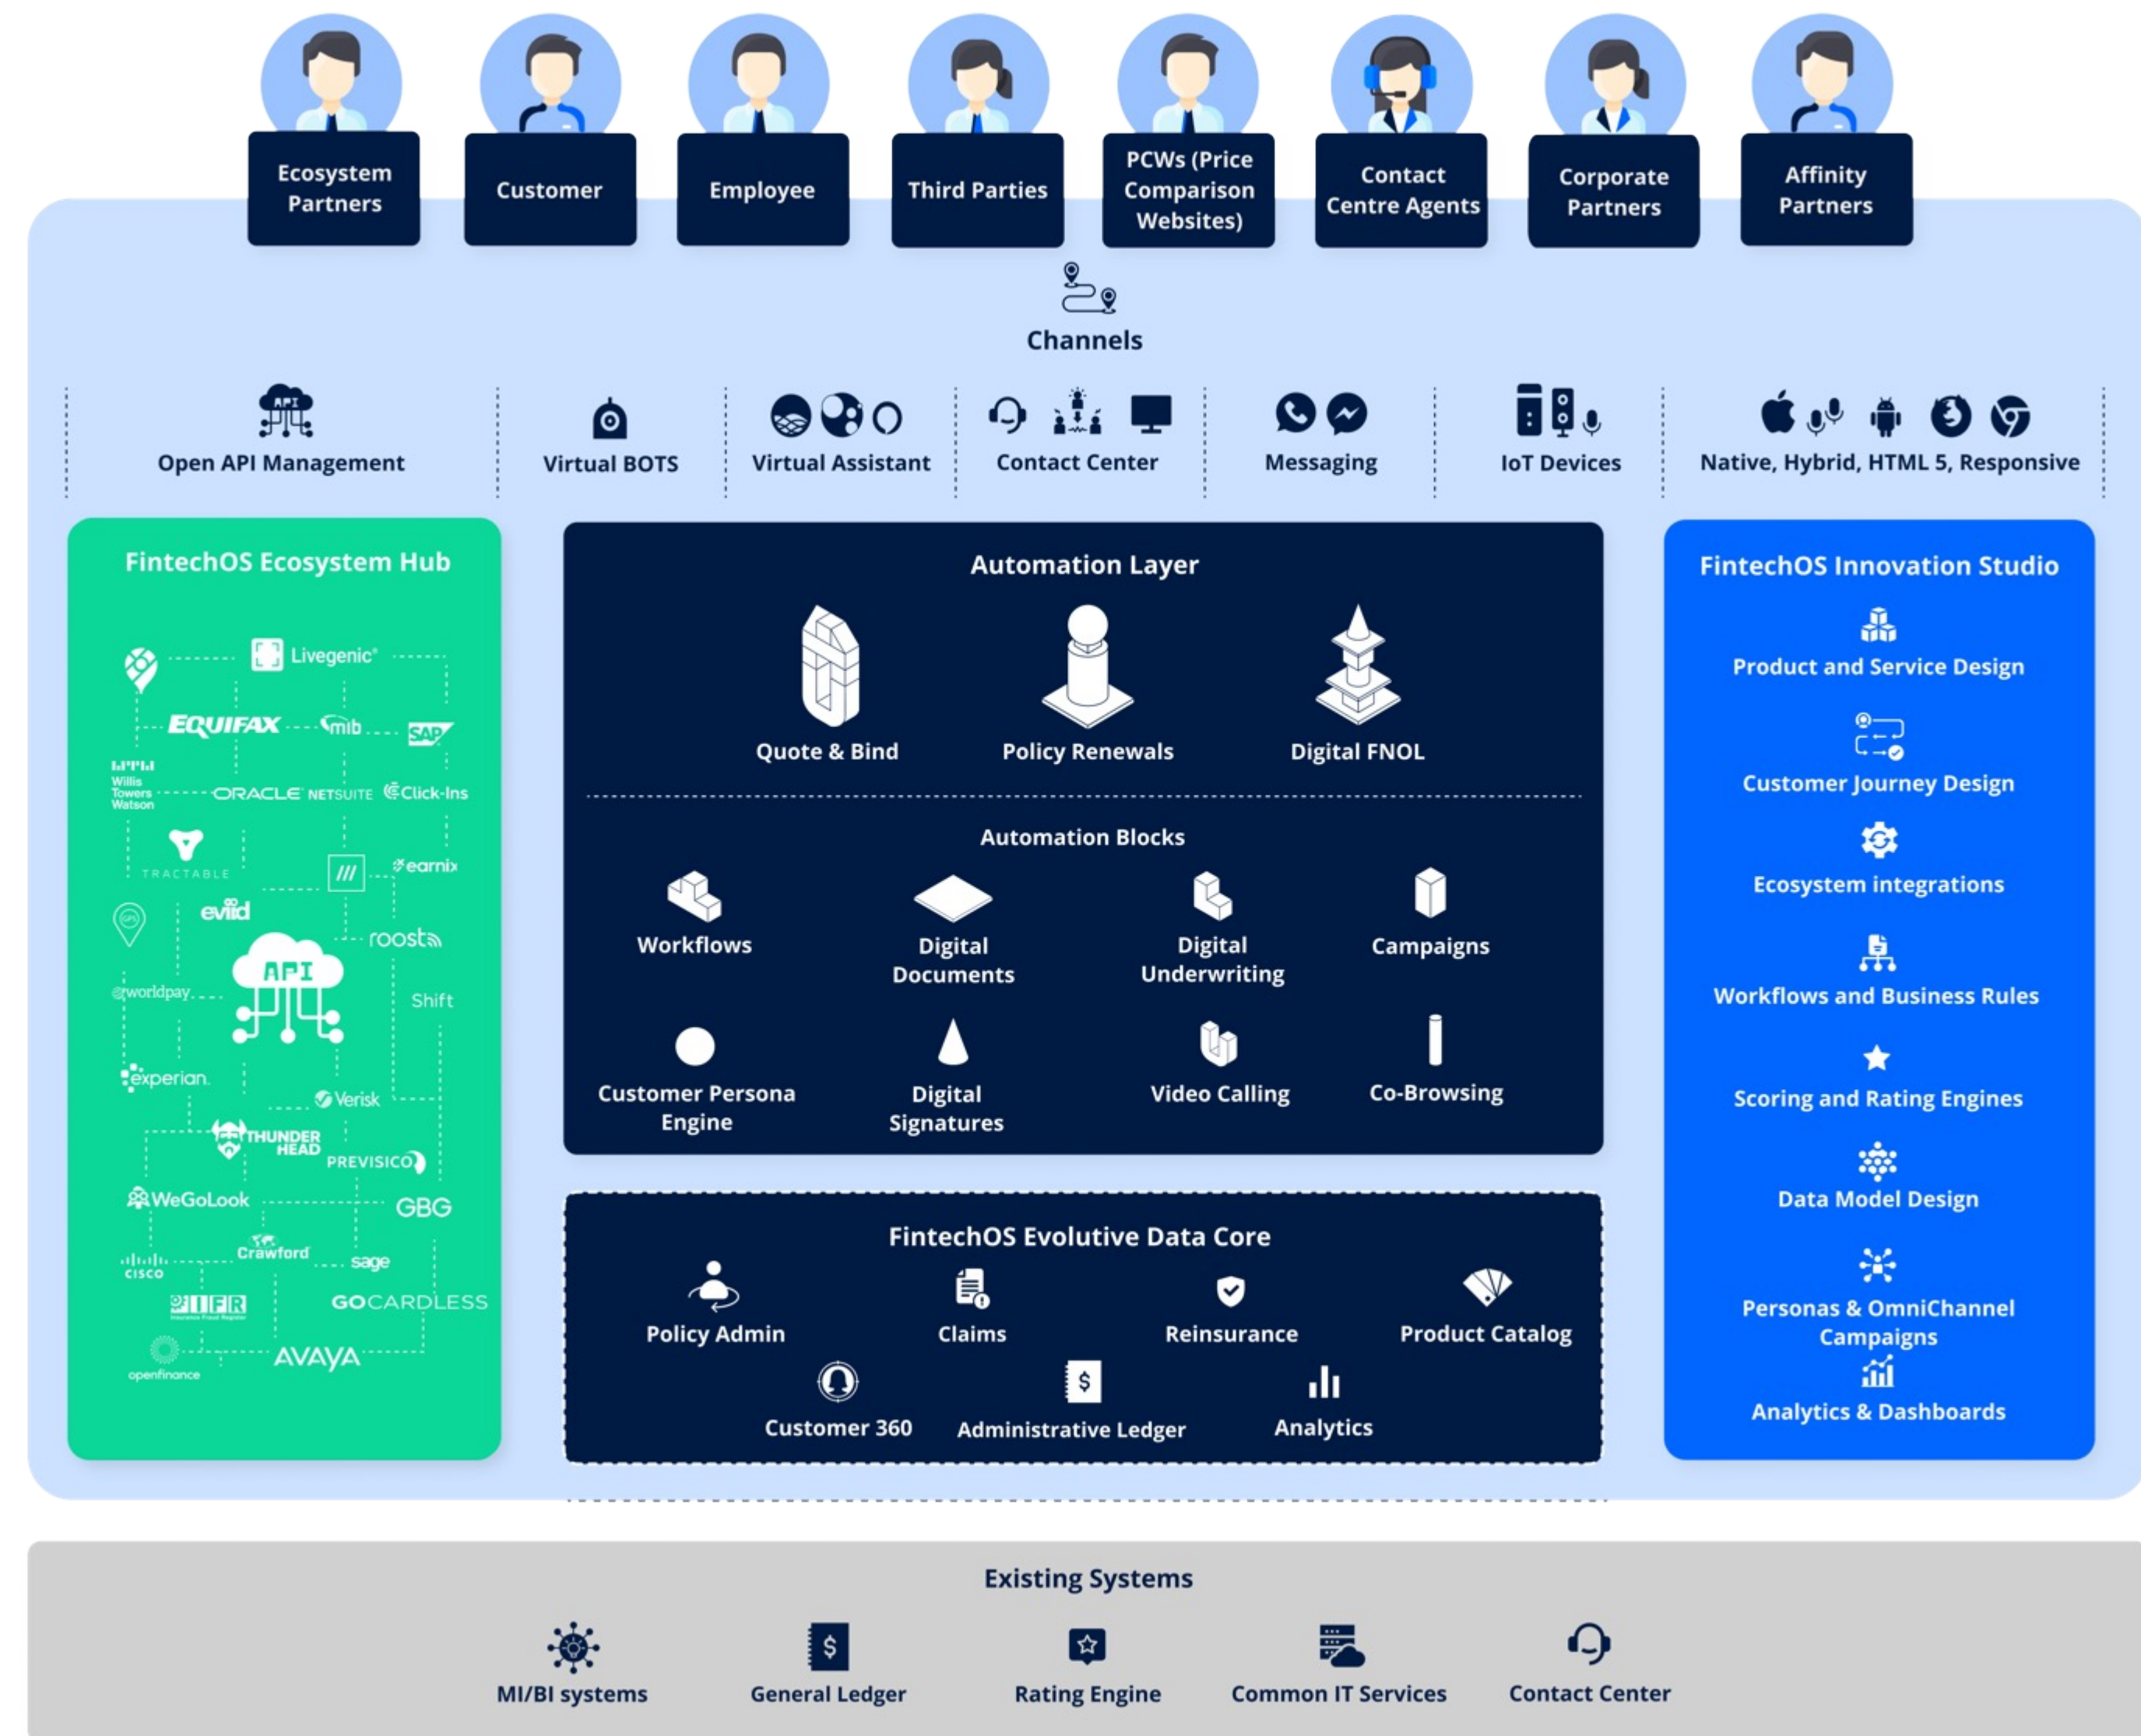 Ecosystem
Partners
Customer
Employee
Third Parties
PCWs (Price
Comparison
Websites)
Contact
Centre Agents
Corporate
Partners
Affinity
Partners
Channels
API
Open API Management
Virtual BOTS
Virtual Assistant
Contact Center
Messaging
IoT Devices
Native, Hybrid, HTML 5, Responsive
FintechOS Ecosystem Hub
Livegenic®
EQUIFAX
mib
SAP
Willis
Towers
Watson
ORACLE NETSUITE
Click-Ins
TRACTABLE
///
earnix
GPS
eviid
roost
API
worldpay
Shift
experian.
Verisk
THUNDER
HEAD
PREVISICO
WeGoLook
GBG
CISCO
Crawford
sage
IFR
Insurance Fraud Register
GOCARDLESS
openfinance
AVAYA
Automation Layer
Quote & Bind
Policy Renewals
Digital FNOL
Automation Blocks
Workflows
Digital
Documents
Digital
Underwriting
Campaigns
Customer Persona
Engine
Digital
Signatures
Video Calling
Co-Browsing
FintechOS Evolutive Data Core
Policy Admin
Claims
Reinsurance
Product Catalog
Customer 360
$
Administrative Ledger
Analytics
FintechOS Innovation Studio
Product and Service Design
Customer Journey Design
Ecosystem integrations
Workflows and Business Rules
Scoring and Rating Engines
Data Model Design
Personas & OmniChannel
Campaigns
Analytics & Dashboards
Existing Systems
MI/BI systems
$
General Ledger
Rating Engine
Common IT Services
Contact Center